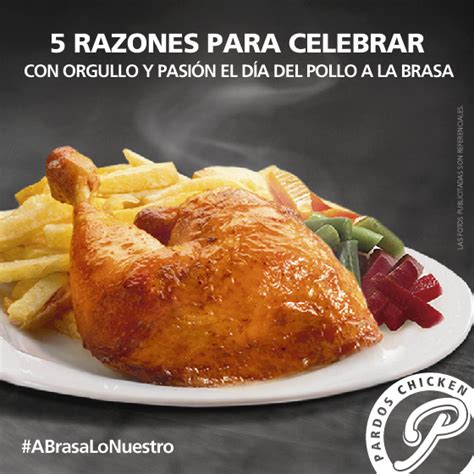 5 RAZONES PARA CELEBRAR
CON ORGULLO Y PASIÓN EL DÍA DEL POLLO A LA BRASA
LAS FOTOS PUBLICITADAS SON REFERENCIALES.
PARDOS CHICKEN
#ABrasaLoNuestro